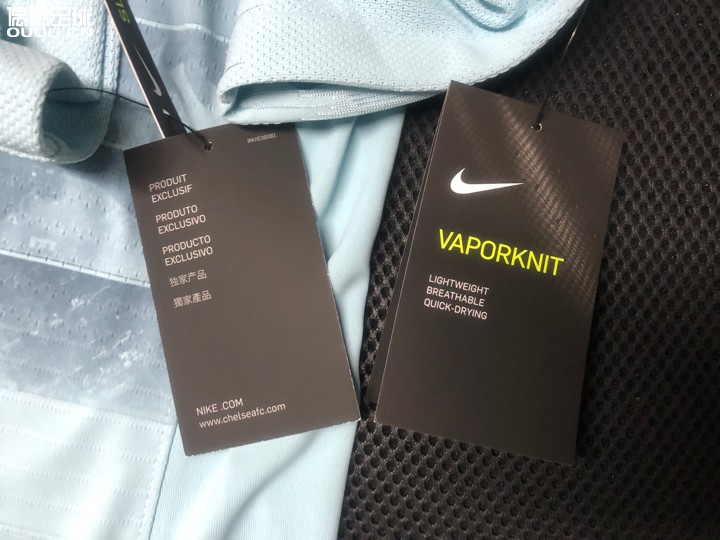 PRODUIT
EXCLUSIF
PRODUTO
EXCLUSIVO
PRODUCTO
EXCLUSIVO
独家产品
獨家產品
NIKE .COM
www.chelseafc.com
VAPORKNIT
LIGHTWEIGHT
BREATHABLE
QUICK-DRYING